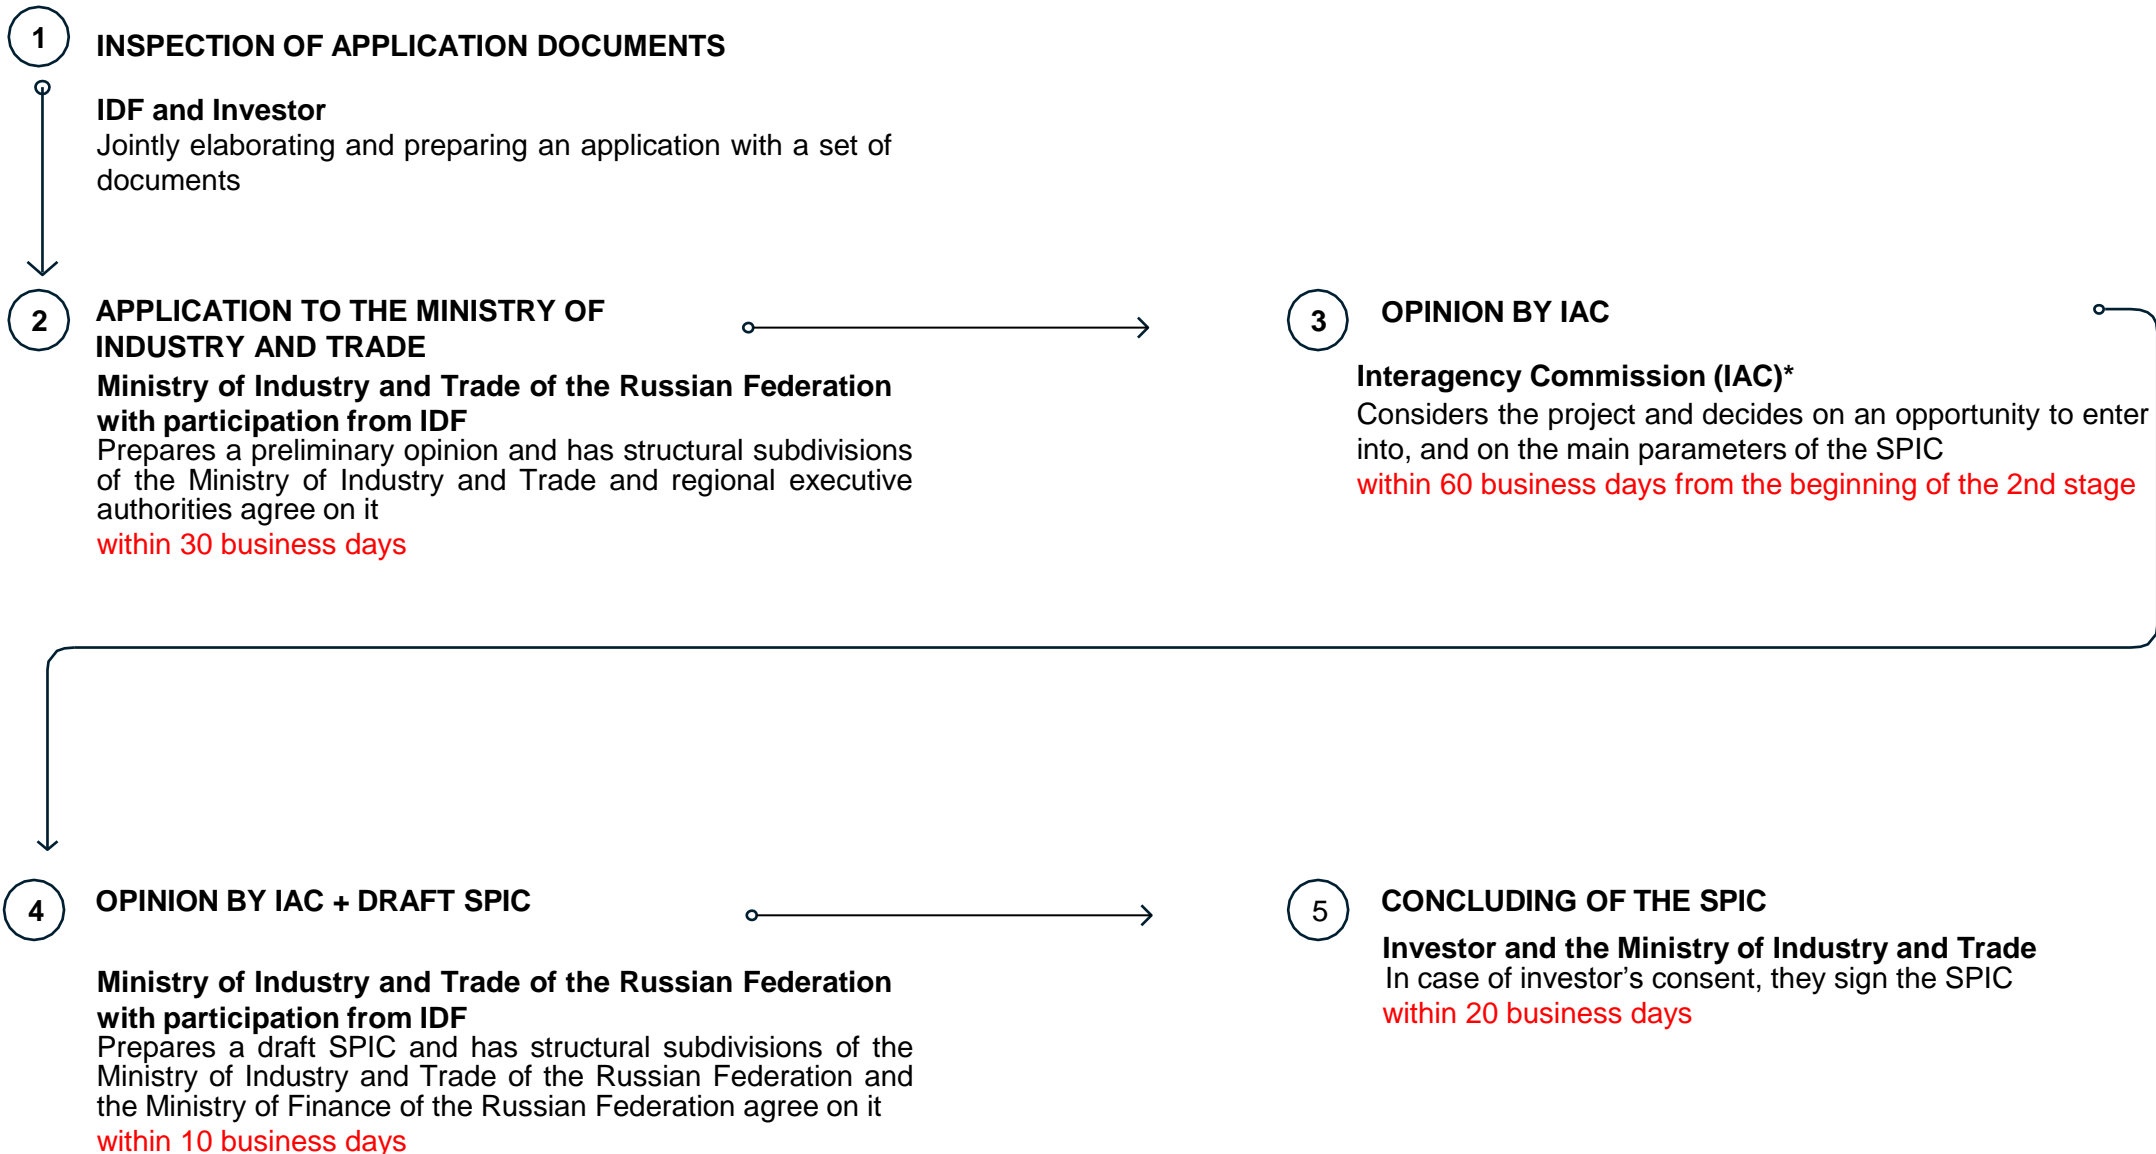 1
INSPECTION OF APPLICATION DOCUMENTS
IDF and Investor
Jointly elaborating and preparing an application with a set of
documents
2
APPLICATION TO THE MINISTRY OF
INDUSTRY AND TRADE
Ministry of Industry and Trade of the Russian Federation
with participation from IDF
Prepares a preliminary opinion and has structural subdivisions
of the Ministry of Industry and Trade and regional executive
authorities agree on it
within 30 business days
3
OPINION BY IAC
Interagency Commission (IAC)*
Considers the project and decides on an opportunity to enter
into, and on the main parameters of the SPIC
within 60 business days from the beginning of the 2nd stage
4
OPINION BY IAC + DRAFT SPIC
Ministry of Industry and Trade of the Russian Federation
with participation from IDF
Prepares a draft SPIC and has structural subdivisions of the
Ministry of Industry and Trade of the Russian Federation and
the Ministry of Finance of the Russian Federation agree on it
within 10 business days
5
CONCLUDING OF THE SPIC
Investor and the Ministry of Industry and Trade
In case of investor’s consent, they sign the SPIC
within 20 business days